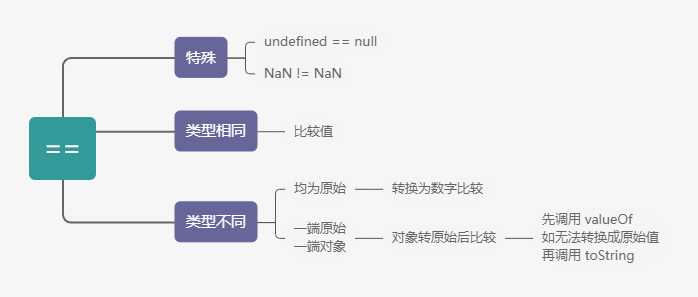 ==
特殊
undefined == null
NaN != NaN
类型相同
比较值
类型不同
均为原始
转换为数字比较
一端原始
一端对象
对象转原始后比较
先调用 valueOf
如无法转换成原始值
再调用 toString